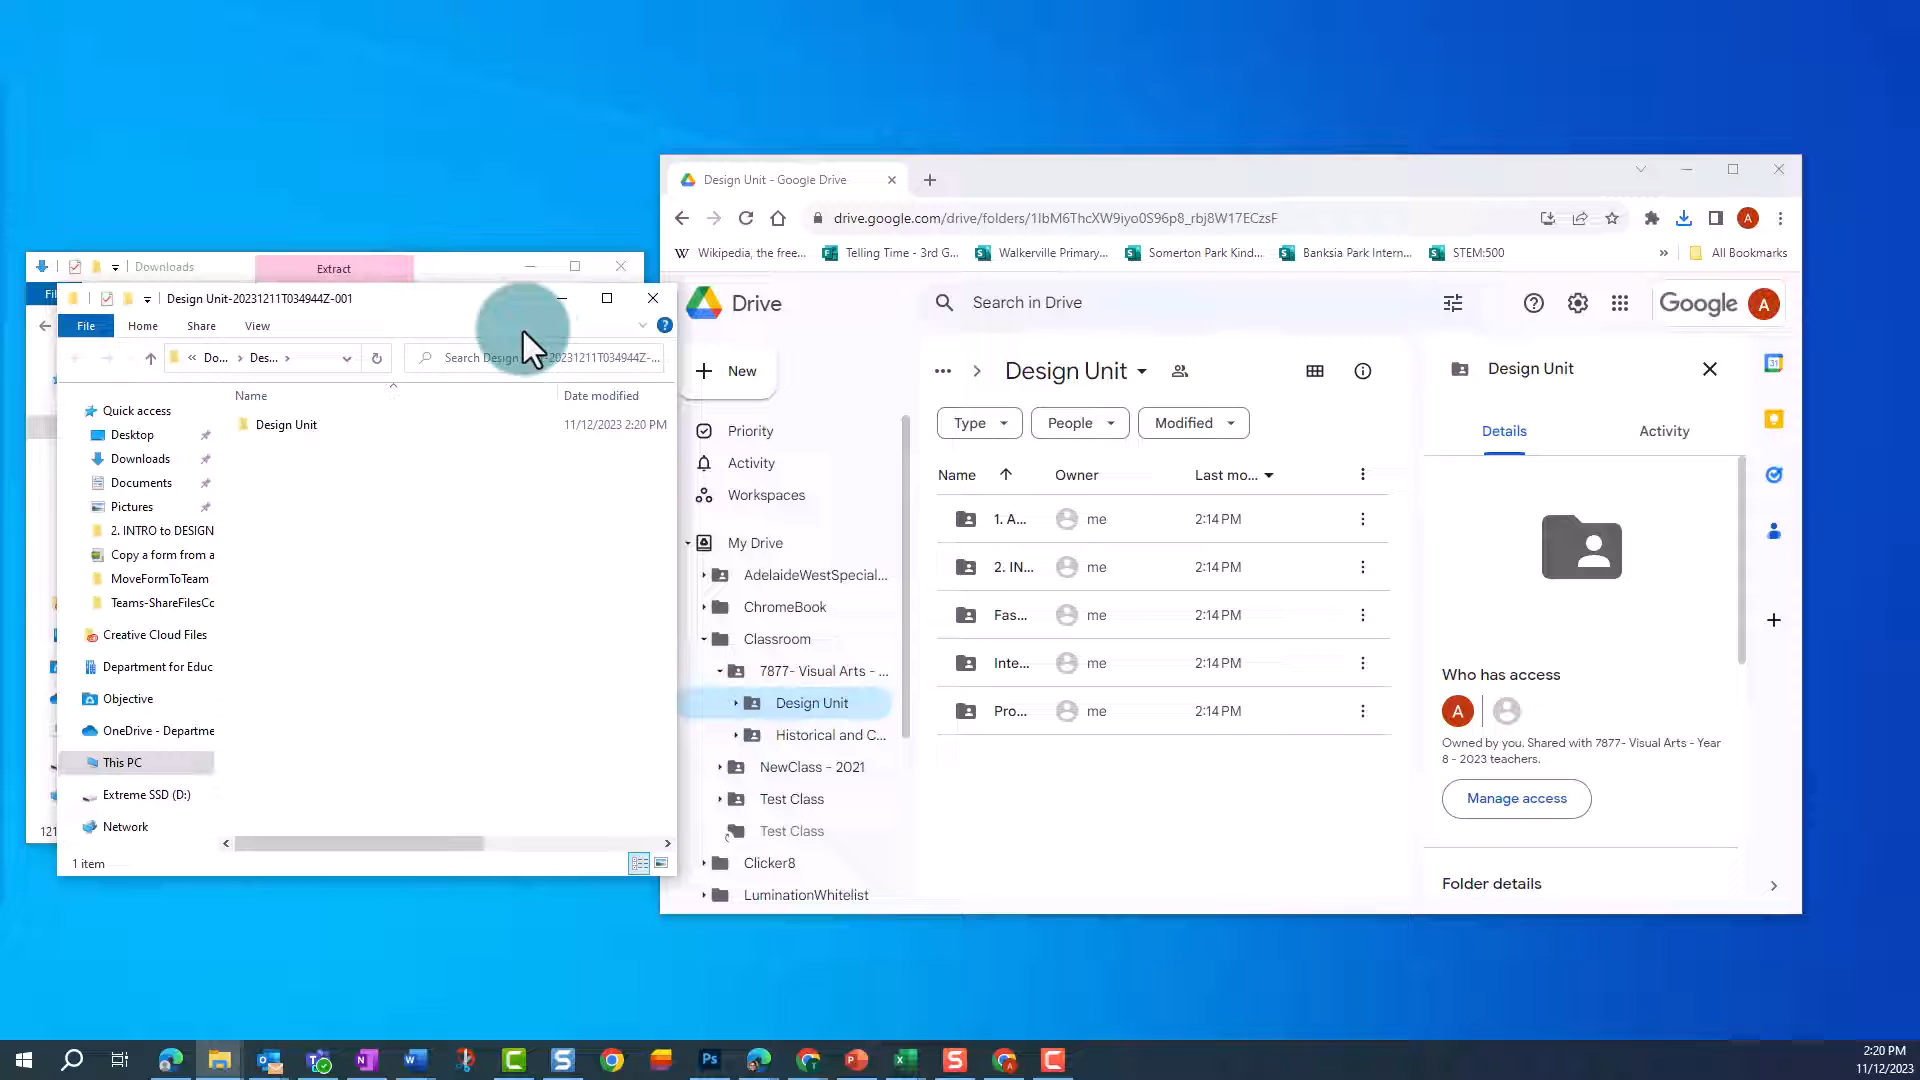 Downloads
Extract
Design Unit-20231211T034944Z-001
File
Home
Share
View
« Do... › Des... ›
Name
Date modified
Design Unit
11/12/2023 2:20 PM
Quick access
Desktop
Downloads
Documents
Pictures
2. INTRO to DESIGN
Copy a form from a
MoveFormToTeam
Teams-ShareFilesCc
Creative Cloud Files
Department for Educ
Objective
OneDrive - Departme
This PC
Extreme SSD (D:)
Network
1 item
Design Unit - Google Drive
drive.google.com/drive/folders/1IbM6ThcXW9iyo0S96p8_rbj8W17ECzsF
A
W Wikipedia, the free...
Telling Time - 3rd G...
Walkerville Primary...
Somerton Park Kind...
Banksia Park Intern...
STEM:500
»
All Bookmarks
Drive
Search in Drive
Google
A
New
Priority
Activity
Workspaces
My Drive
AdelaideWestSpecial...
ChromeBook
Classroom
7877- Visual Arts - ...
Design Unit
Historical and C...
NewClass - 2021
Test Class
Test Class
Clicker8
LuminationWhitelist
Design Unit
Type
People
Modified
Name
Owner
Last mo...
1. A...
me
2:14 PM
2. IN...
me
2:14 PM
Fas...
me
2:14 PM
Inte...
me
2:14 PM
Pro...
me
2:14 PM
Design Unit
Details
Activity
Who has access
A
Owned by you. Shared with 7877- Visual Arts - Year
8 - 2023 teachers.
Manage access
Folder details
2:20 PM
11/12/2023